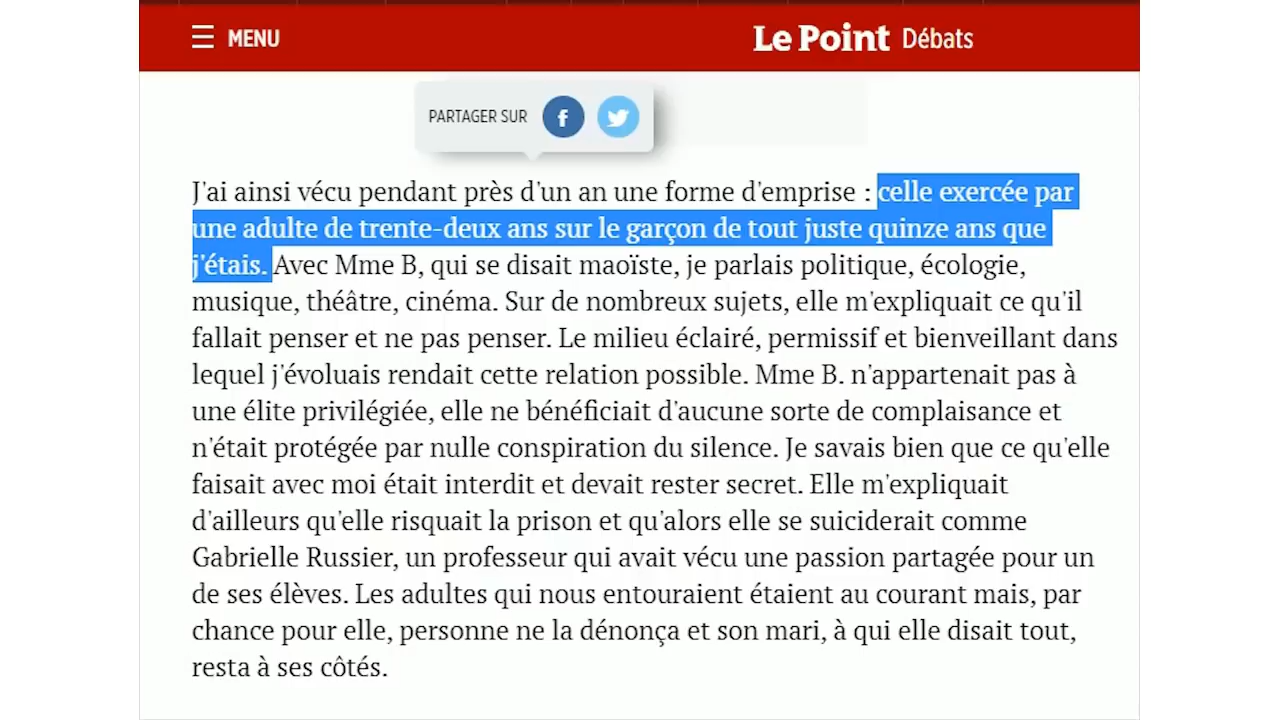 MENU
Le Point Débats
PARTAGER SUR
J'ai ainsi vécu pendant près d'un an une forme d'emprise : celle exercée par
une adulte de trente-deux ans sur le garçon de tout juste quinze ans que
j'étais. Avec Mme B, qui se disait maoïste, je parlais politique, écologie,
musique, théâtre, cinéma. Sur de nombreux sujets, elle m'expliquait ce qu'il
fallait penser et ne pas penser. Le milieu éclairé, permissif et bienveillant dans
lequel j'évoluais rendait cette relation possible. Mme B. n'appartenait pas à
une élite privilégiée, elle ne bénéficiait d'aucune sorte de complaisance et
n'était protégée par nulle conspiration du silence. Je savais bien que ce qu'elle
faisait avec moi était interdit et devait rester secret. Elle m'expliquait
d'ailleurs qu'elle risquait la prison et qu'alors elle se suiciderait comme
Gabrielle Russier, un professeur qui avait vécu une passion partagée pour un
de ses élèves. Les adultes qui nous entouraient étaient au courant mais, par
chance pour elle, personne ne la dénonça et son mari, à qui elle disait tout,
resta à ses côtés.